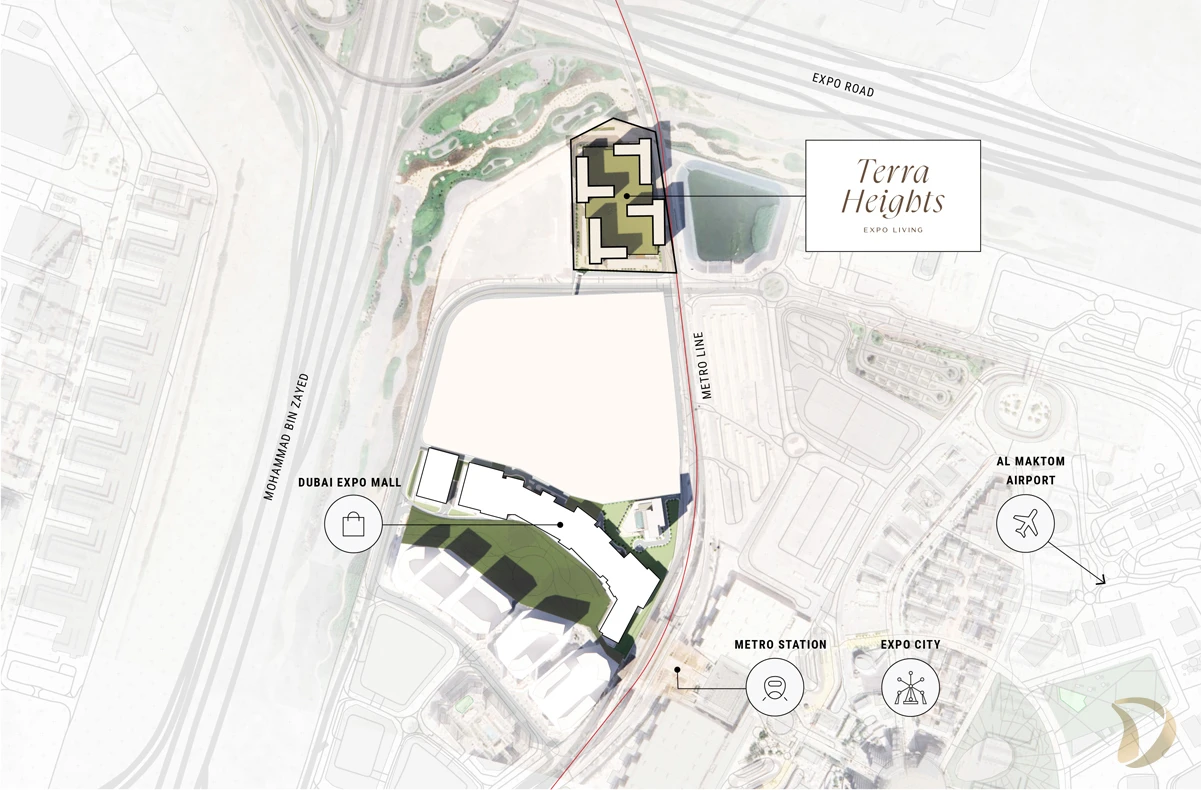 EXPO ROAD
Terra
Heights
EXPO LIVING
METRO LINE
MOHAMMAD BIN ZAYED
DUBAI EXPO MALL
AL MAKTOM
AIRPORT
METRO STATION
EXPO CITY